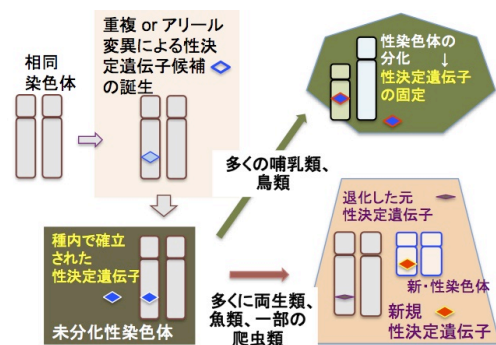 相同
染色体
重複 or アリール
変異による性決
定遺伝子候補
の誕生
性染色体の
分化 ↓
性決定遺伝子
の固定
多くの哺乳類、
鳥類
種内で確立
された
性決定遺伝子
未分化性染色体
多くに両生類、
魚類、一部の
爬虫類
退化した元
性決定遺伝子
新・性染色体
新規
性決定遺伝子